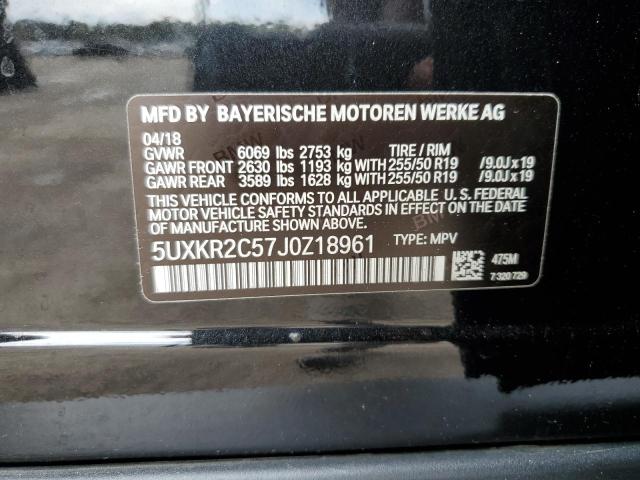 MFD BY BAYERISCHE MOTOREN WERKE AG
04/18
GVWR 6069 lbs 2753 kg TIRE / RIM
GAWR FRONT 2630 lbs 1193 kg WITH 255/50 R19 /9.0J x 19
GAWR REAR 3589 lbs 1628 kg WITH 255/50 R19 /9.0J x 19
THIS VEHICLE CONFORMS TO ALL APPLICABLE U. S. FEDERAL
MOTOR VEHICLE SAFETY STANDARDS IN EFFECT ON THE
DATE OF MANUFACTURE SHOWN ABOVE.
5UXKR2C57J0Z18961 TYPE: MPV
475M
7 320 729